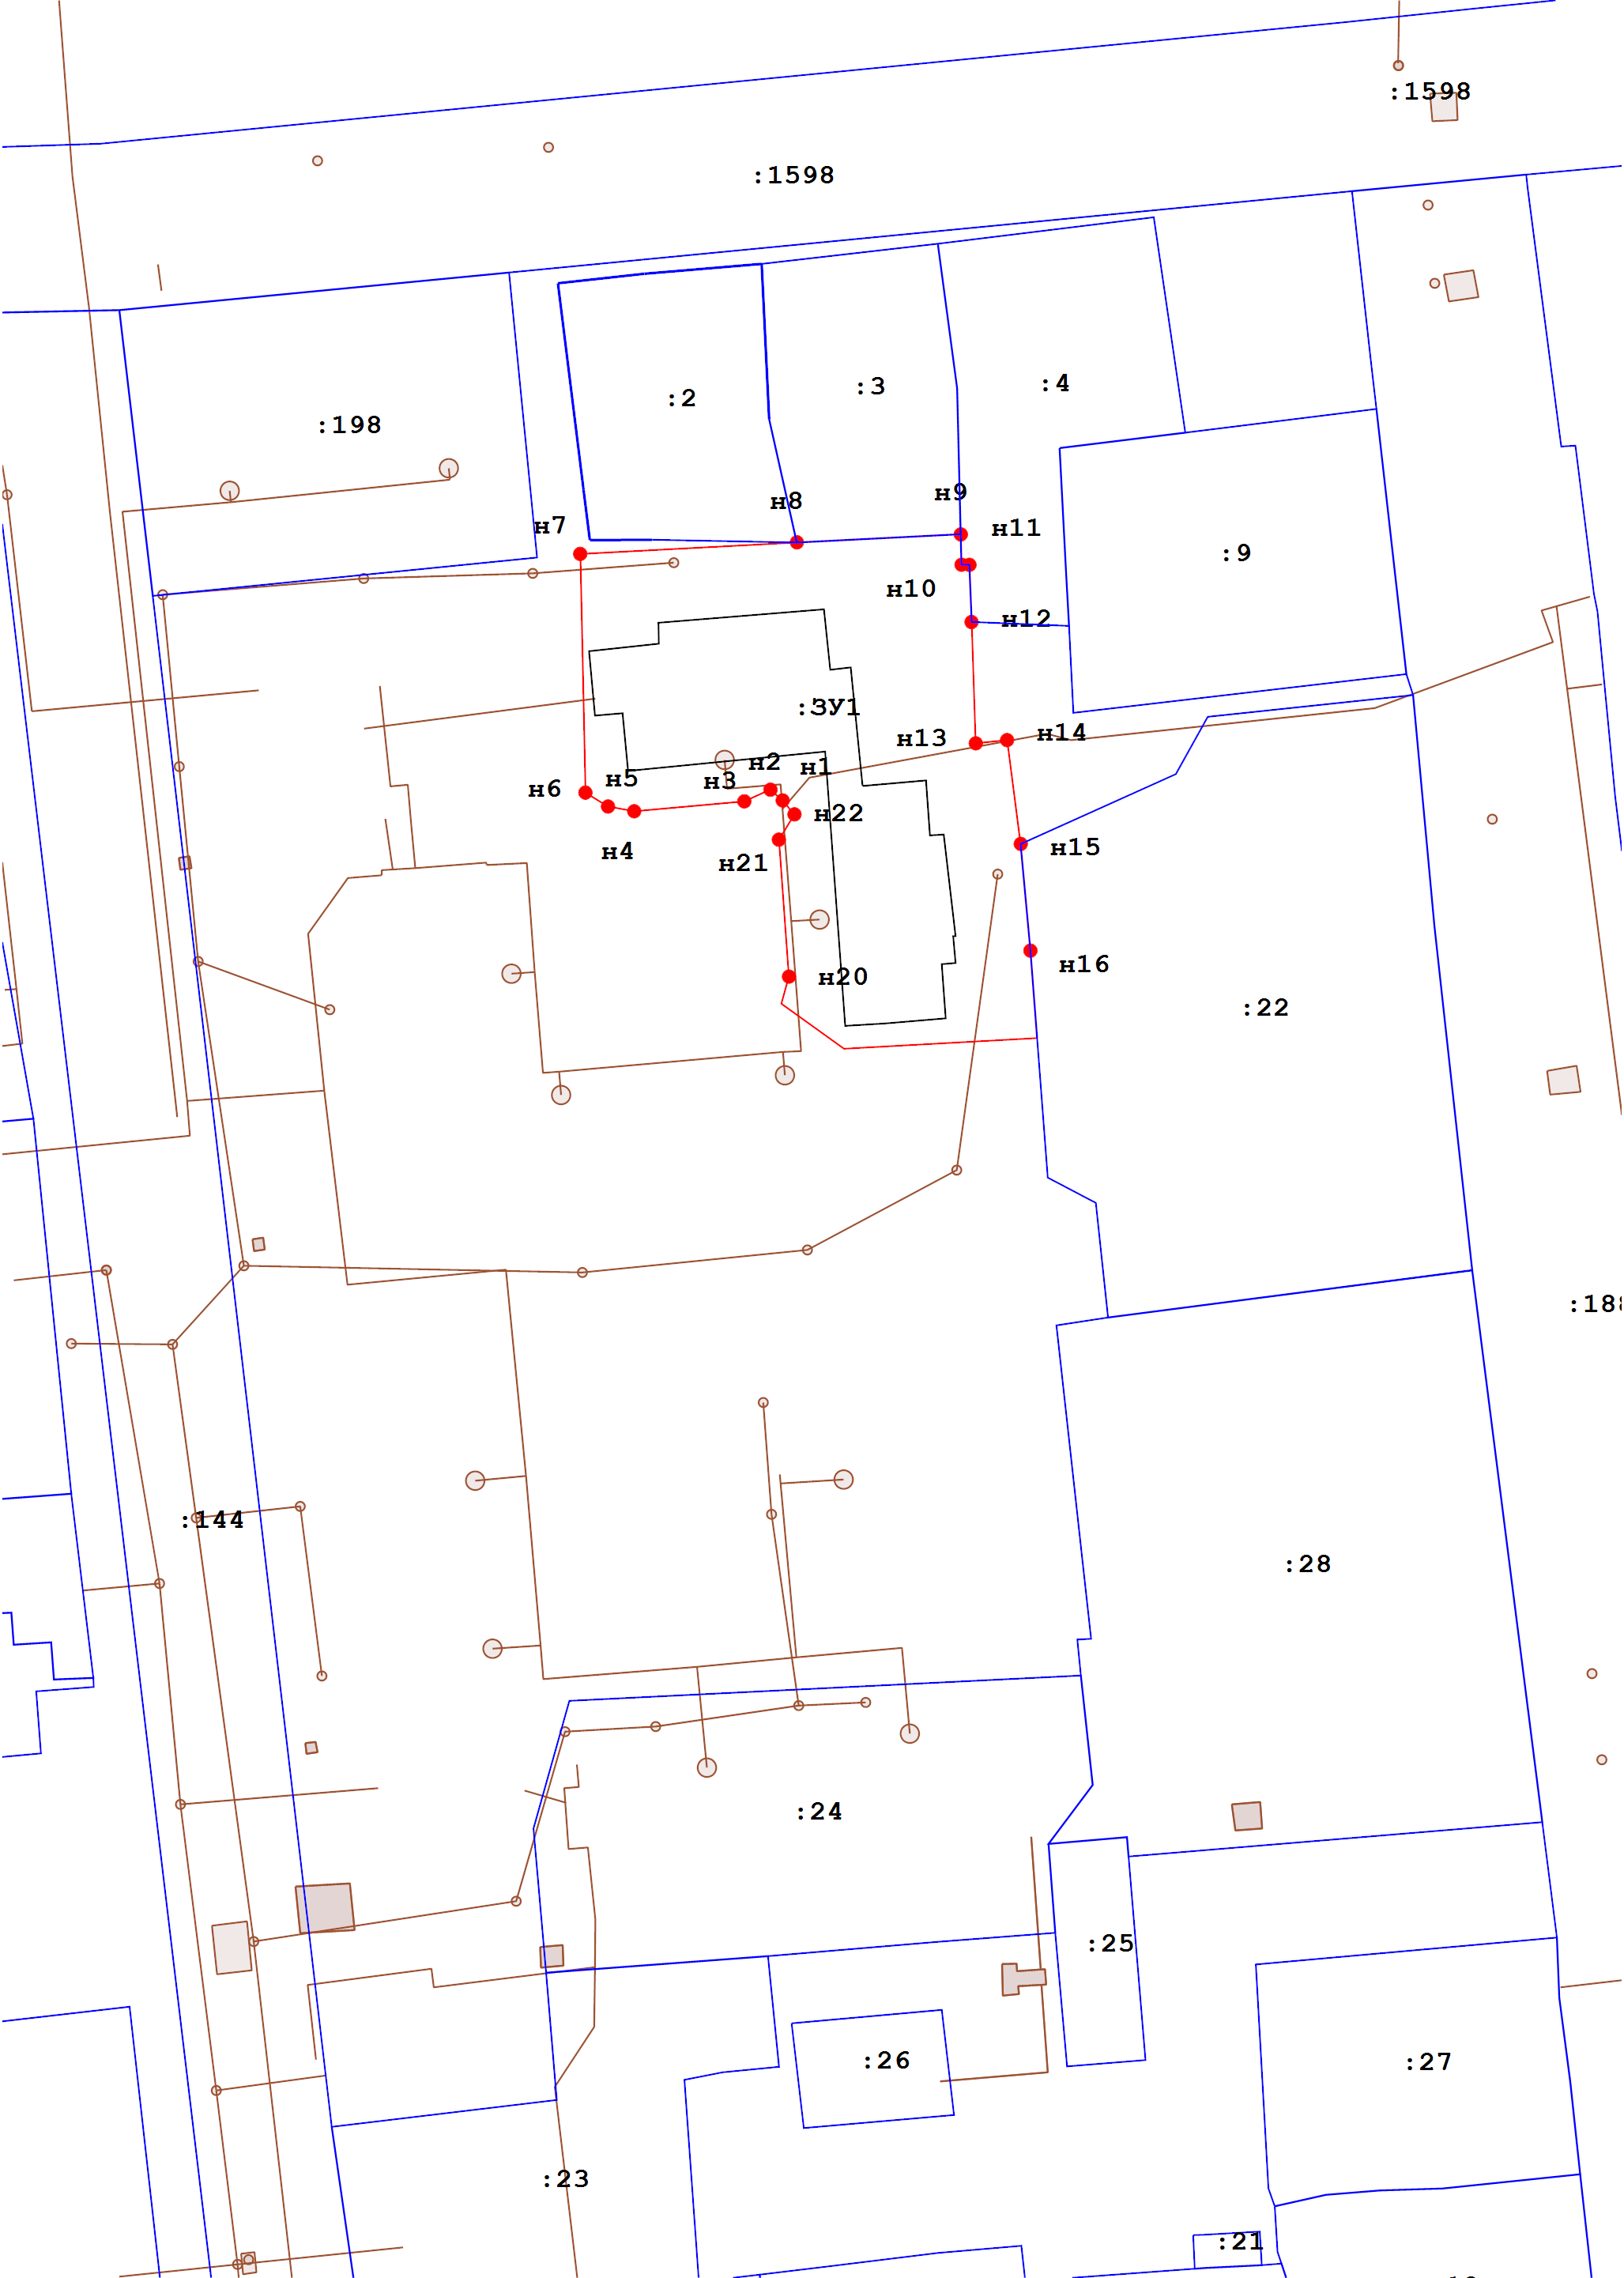 :1598
:1598
:4
:3
:2
:198
н9
н8
н7
н11
:9
н10
н12
:ЗУ1
н14
н13
н2
н1
н5
н3
н6
н22
н15
н4
н21
н16
н20
:22
:144
:28
:24
:25
:26
:27
:23
:21